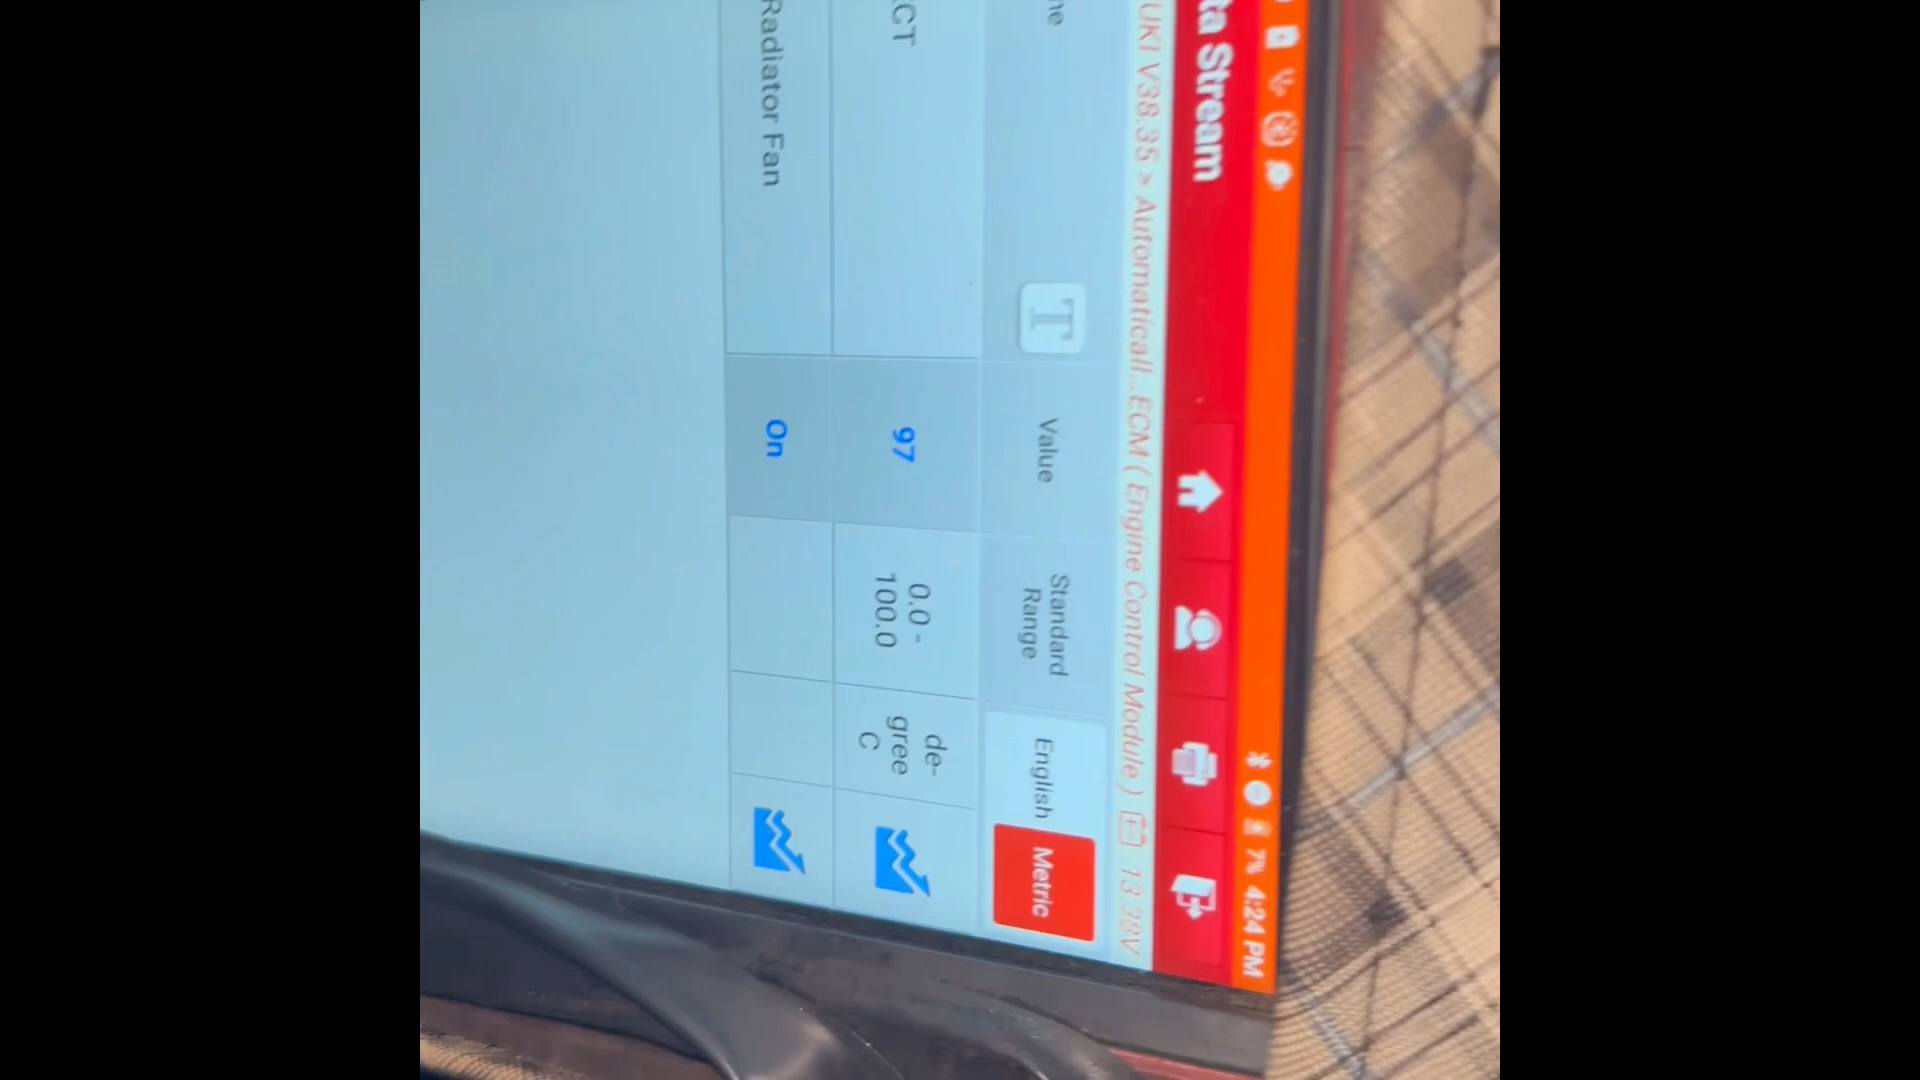 7% 4:24 PM
ta Stream
UKI V38.35 > Automaticall...ECM ( Engine Control Module ) 13.38V
ne
T
Value
Standard
Range
English
Metric
CT
97
0.0 -
100.0
de-
gree
C
Radiator Fan
On